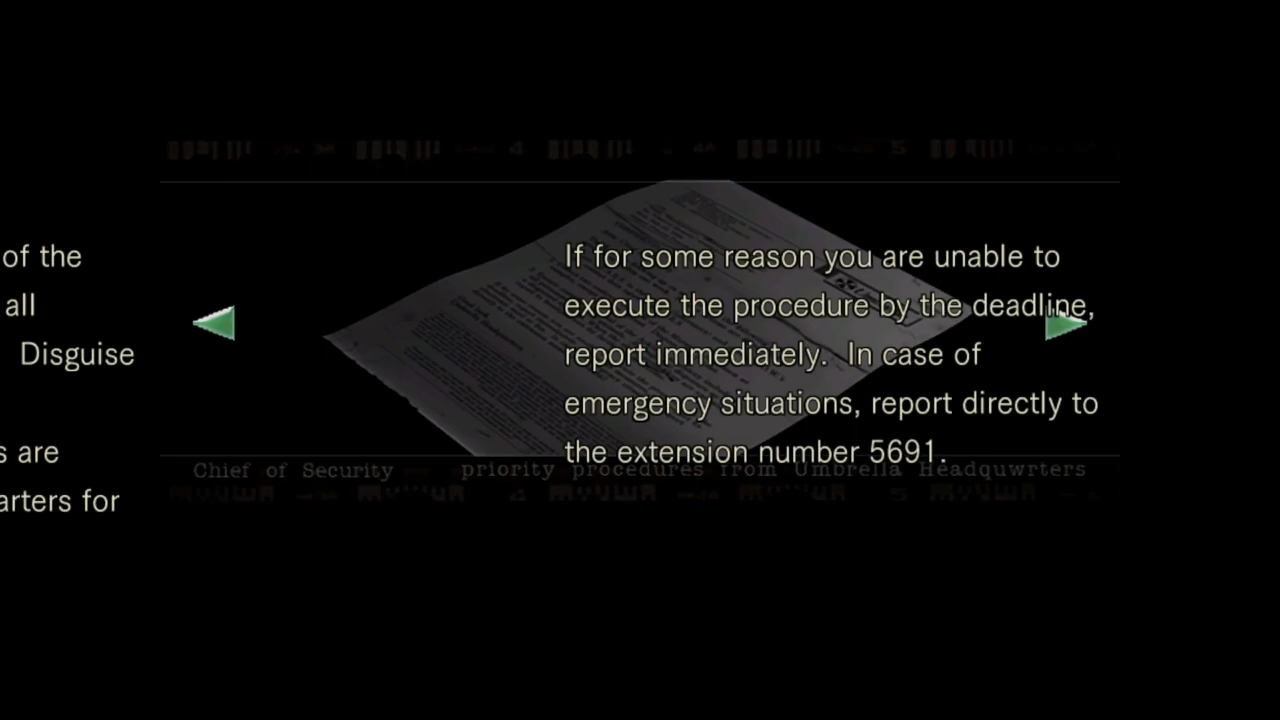 of the
all
Disguise
s are
arters for
If for some reason you are unable to
execute the procedure by the deadline,
report immediately. In case of
emergency situations, report directly to
the extension number 5691.
Chief of Security priority procedures from Umbrella Headquwrters